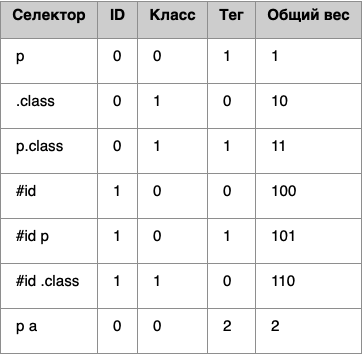 Селектор ID Класс Тег Общий вес
p 0 0 1 1
.class 0 1 0 10
p.class 0 1 1 11
#id 1 0 0 100
#id p 1 0 1 101
#id .class 1 1 0 110
p a 0 0 2 2